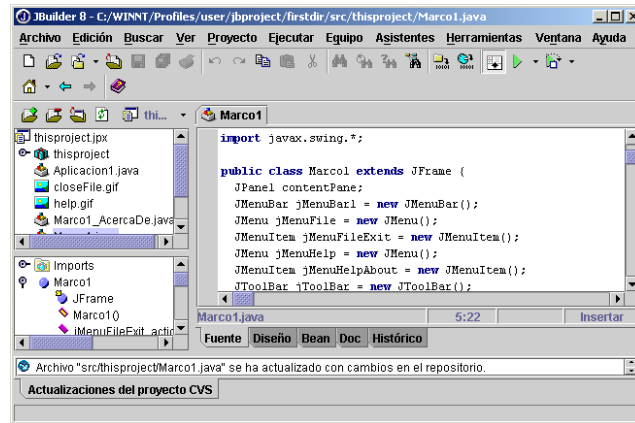 JBuilder 8 - C:/WINNT/Profiles/user/jbproject/firstdir/src/thisproject/Marco1.java
Archivo Edición Buscar Ver Proyecto Ejecutar Equipo Asistentes Herramientas Ventana Ayuda
thi...
Marco1
thisproject.jpx
thisproject
Aplicacion1.java
closeFile.gif
help.gif
Marco1_AcercaDe.java
import javax.swing.*;
public class Marco1 extends JFrame {
JPanel contentPane;
JMenuBar jMenuBar1 = new JMenuBar();
JMenu jMenuFile = new JMenu();
JMenuItem jMenuFileExit = new JMenuItem();
JMenu jMenuHelp = new JMenu();
JMenuItem jMenuHelpAbout = new JMenuItem();
JToolBar jToolBar = new JToolBar();
Imports
Marco1
JFrame
Marco1()
jMenuFileExit_actio
Marco1.java 5:22 Insertar
Fuente Diseño Bean Doc Histórico
Archivo "src/thisproject/Marco1.java" se ha actualizado con cambios en el repositorio.
Actualizaciones del proyecto CVS